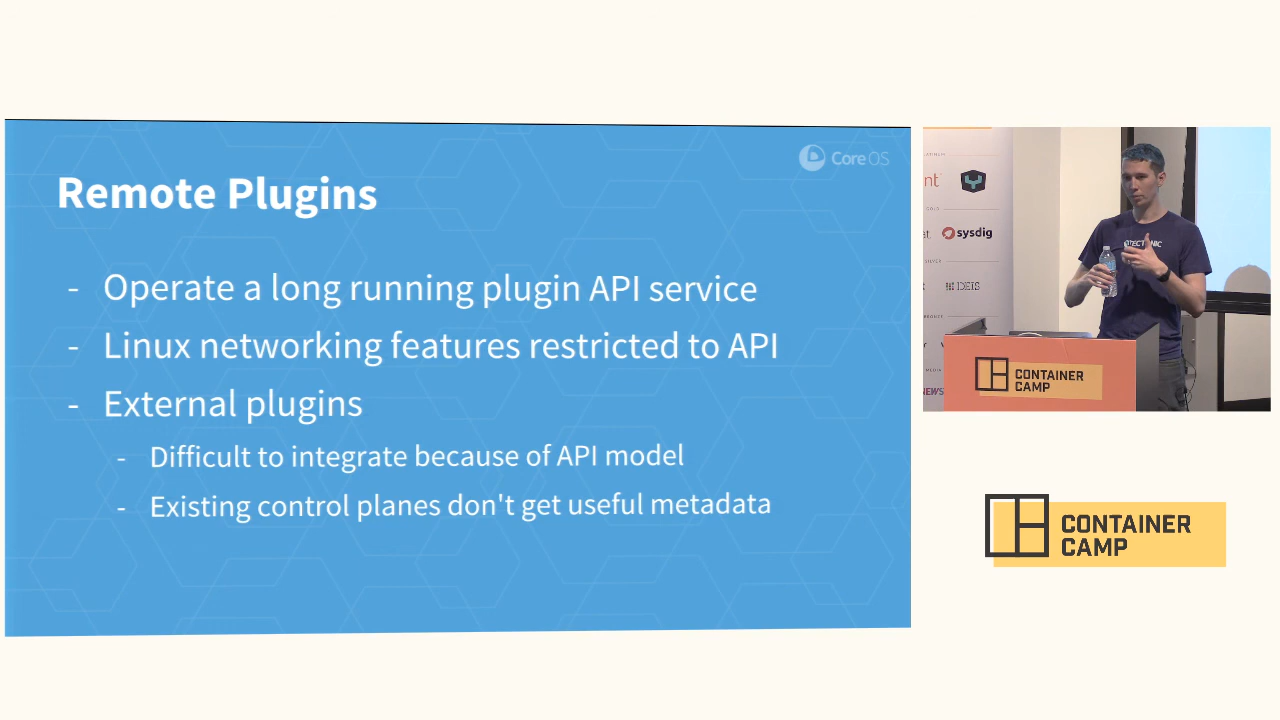 CoreOS
Remote Plugins
- Operate a long running plugin API service
- Linux networking features restricted to API
- External plugins
- Difficult to integrate because of API model
- Existing control planes don't get useful metadata
sysdig
DEIS
NEWS
CONTAINER
CAMP
CONTAINER
CAMP